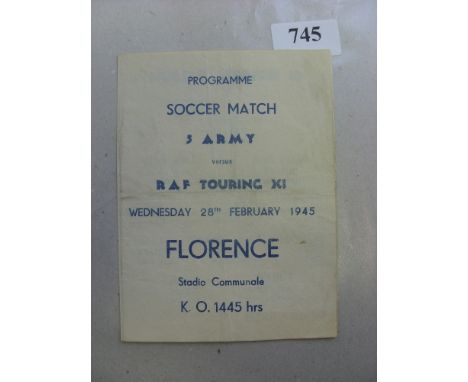 745
PROGRAMME
SOCCER MATCH
5 ARMY
versus
RAF TOURING XI
WEDNESDAY 28TH FEBRUARY 1945
FLORENCE
Stadio Communale
K. O. 1445 hrs